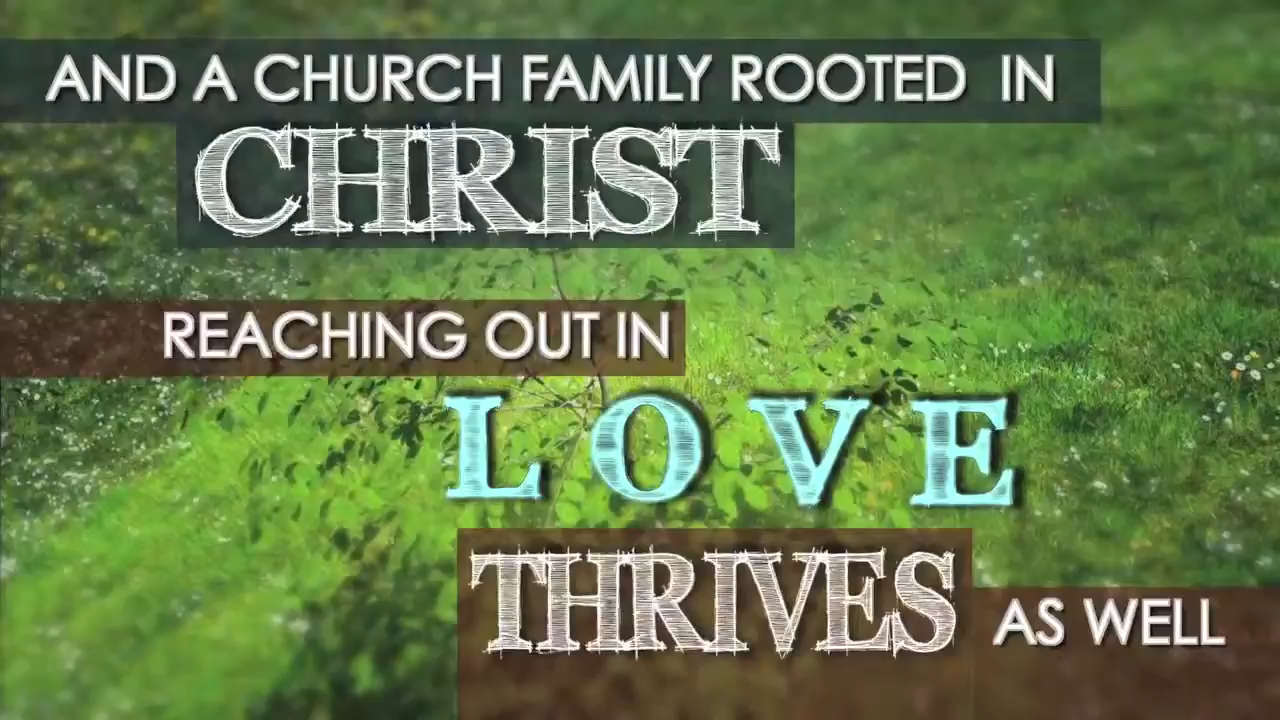 AND A CHURCH FAMILY ROOTED IN
CHRIST
REACHING OUT IN
LOVE
THRIVES AS WELL